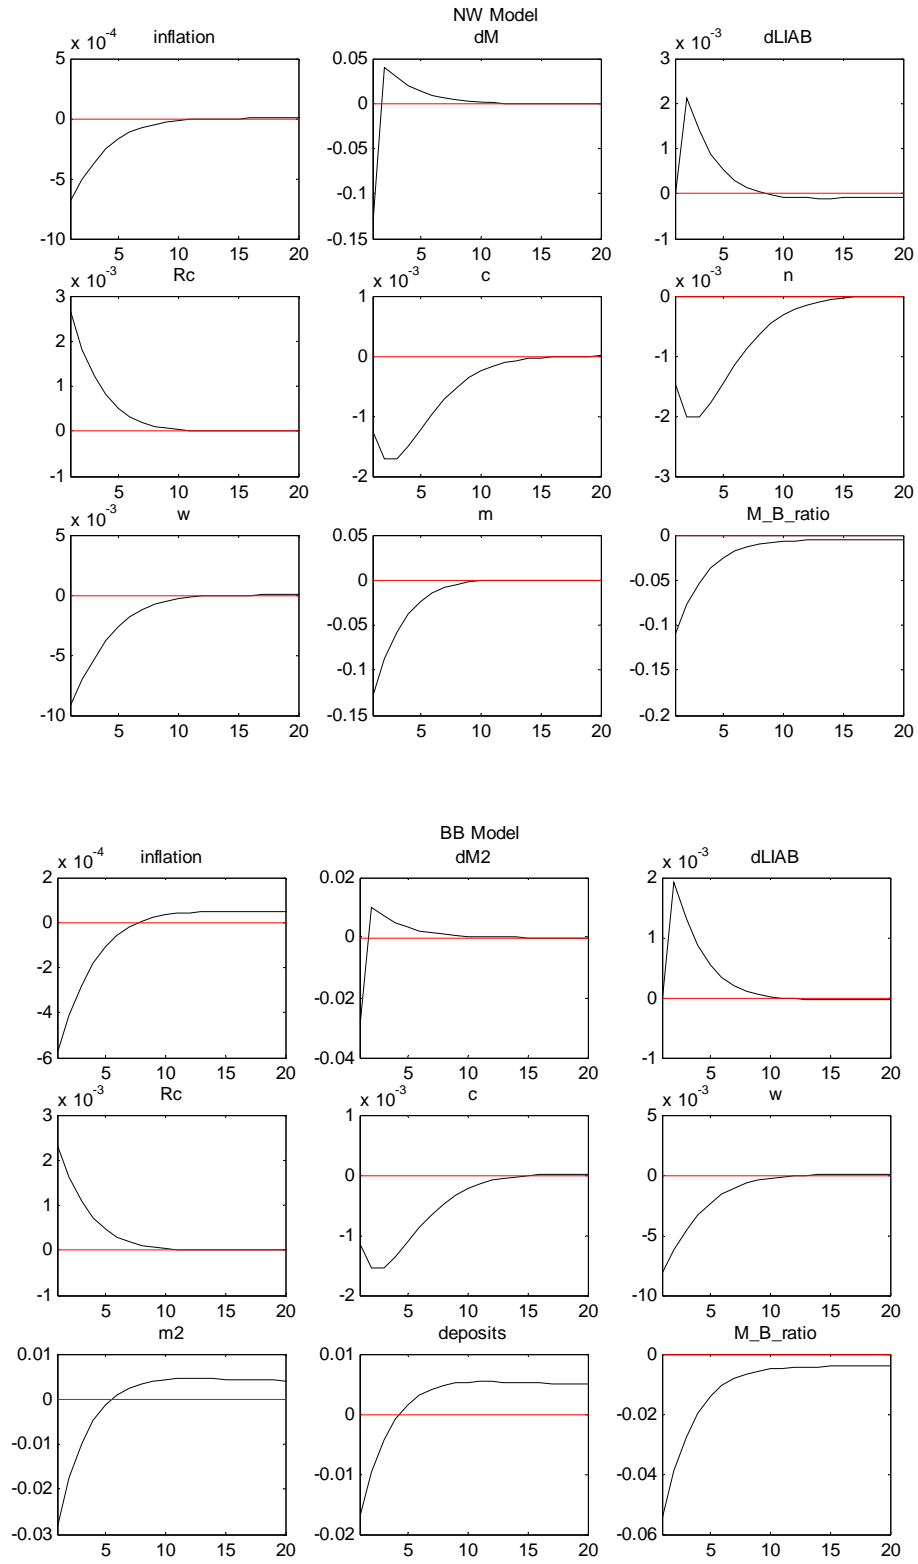 NW Model
inflation dM dLIAB
x 10^-4 x 10^-3
5 0.05 3
0 0 2
-5 -0.05 1
-10 -0.1 0
-0.15 -1
5 10 15 20 5 10 15 20 5 10 15 20
Rc c n
x 10^-3 x 10^-3 x 10^-3
3 1 0
2 0 -1
1 -1 -2
0 -2 -3
-1
5 10 15 20 5 10 15 20 5 10 15 20
w m M_B_ratio
x 10^-3
5 0.05 0
0 0 -0.05
-5 -0.05 -0.1
-10 -0.1 -0.15
-0.15 -0.2
5 10 15 20 5 10 15 20 5 10 15 20
BB Model
inflation dM2 dLIAB
x 10^-4 x 10^-3
2 0.02 2
0 0 1
-2 -0.02 0
-4 -0.04 -1
-6
5 10 15 20 5 10 15 20 5 10 15 20
Rc c w
x 10^-3 x 10^-3 x 10^-3
3 1 5
2 0 0
1 -1 -5
0 -2 -10
-1
5 10 15 20 5 10 15 20 5 10 15 20
m2 deposits M_B_ratio
0.01 0.01 0
0 0 -0.02
-0.01 -0.01 -0.04
-0.02 -0.02 -0.06
-0.03
5 10 15 20 5 10 15 20 5 10 15 20